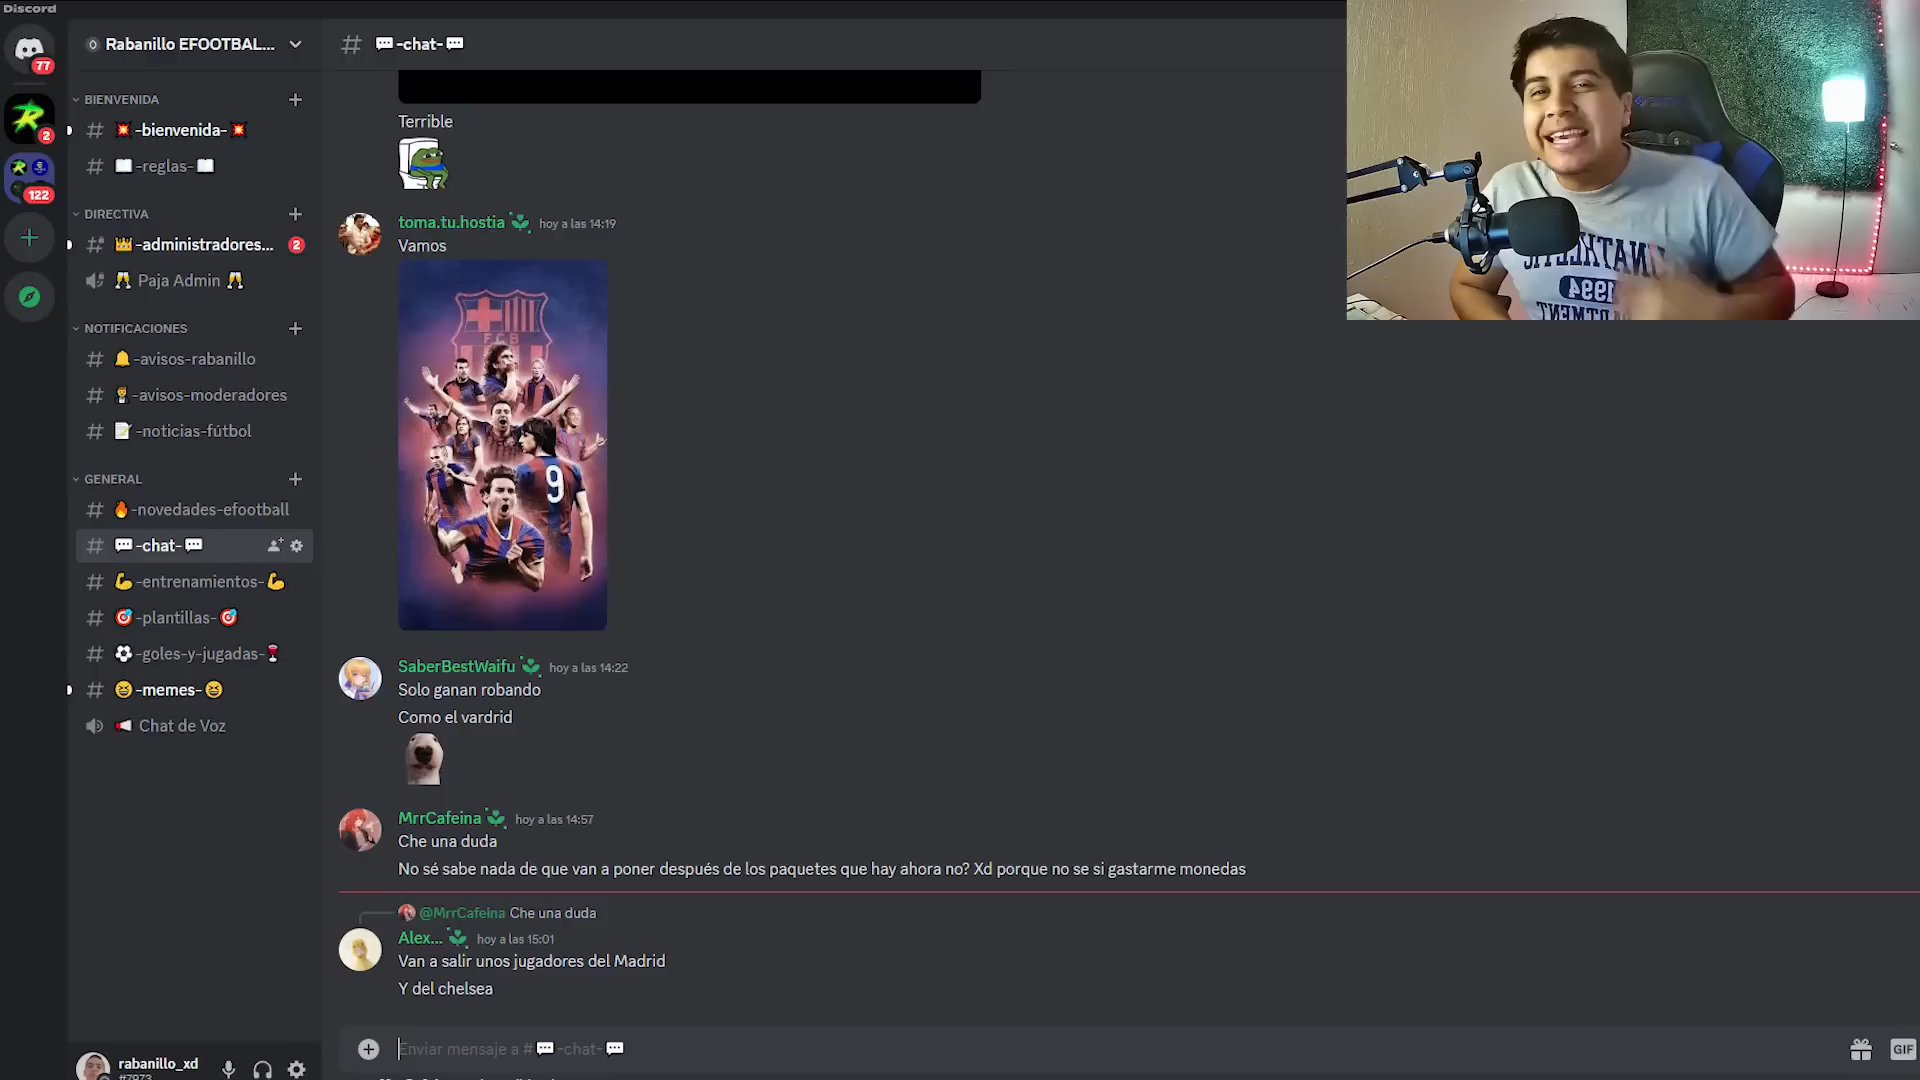 Discord
77
2
122
Rabanillo EFOOTBAL...
BIENVENIDA
-bienvenida-
-reglas-
DIRECTIVA
-administradores...
2
Paja Admin
NOTIFICACIONES
-avisos-rabanillo
-avisos-moderadores
-noticias-fútbol
GENERAL
-novedades-efootball
-chat-
-entrenamientos-
-plantillas-
-goles-y-jugadas-
-memes-
Chat de Voz
rabanillo_xd
#7973
-chat-
Terrible
toma.tu.hostia hoy a las 14:19
Vamos
FCB
9
SaberBestWaifu hoy a las 14:22
Solo ganan robando
Como el vardrid
MrrCafeina hoy a las 14:57
Che una duda
No sé sabe nada de que van a poner después de los paquetes que hay ahora no? Xd porque no se si gastarme monedas
@MrrCafeina Che una duda
Alex... hoy a las 15:01
Van a salir unos jugadores del Madrid
Y del chelsea
Enviar mensaje a # -chat-
GIF
1994